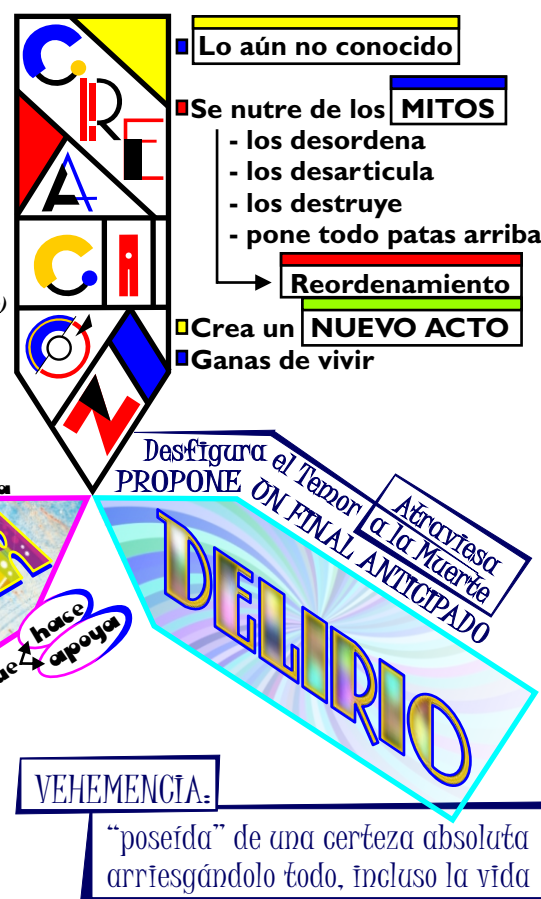 CREACIÓN
Lo aún no conocido
Se nutre de los MITOS
- los desordena
- los desarticula
- los destruye
- pone todo patas arriba
Reordenamiento
Crea un NUEVO ACTO
Ganas de vivir
Desfigura el Temor a la Muerte
Atraviesa
PROPONE UN FINAL ANTICIPADO
DELIRIO
hace
apoya
VEHEMENCIA:
“poseída” de una certeza absoluta
arriesgándolo todo, incluso la vida